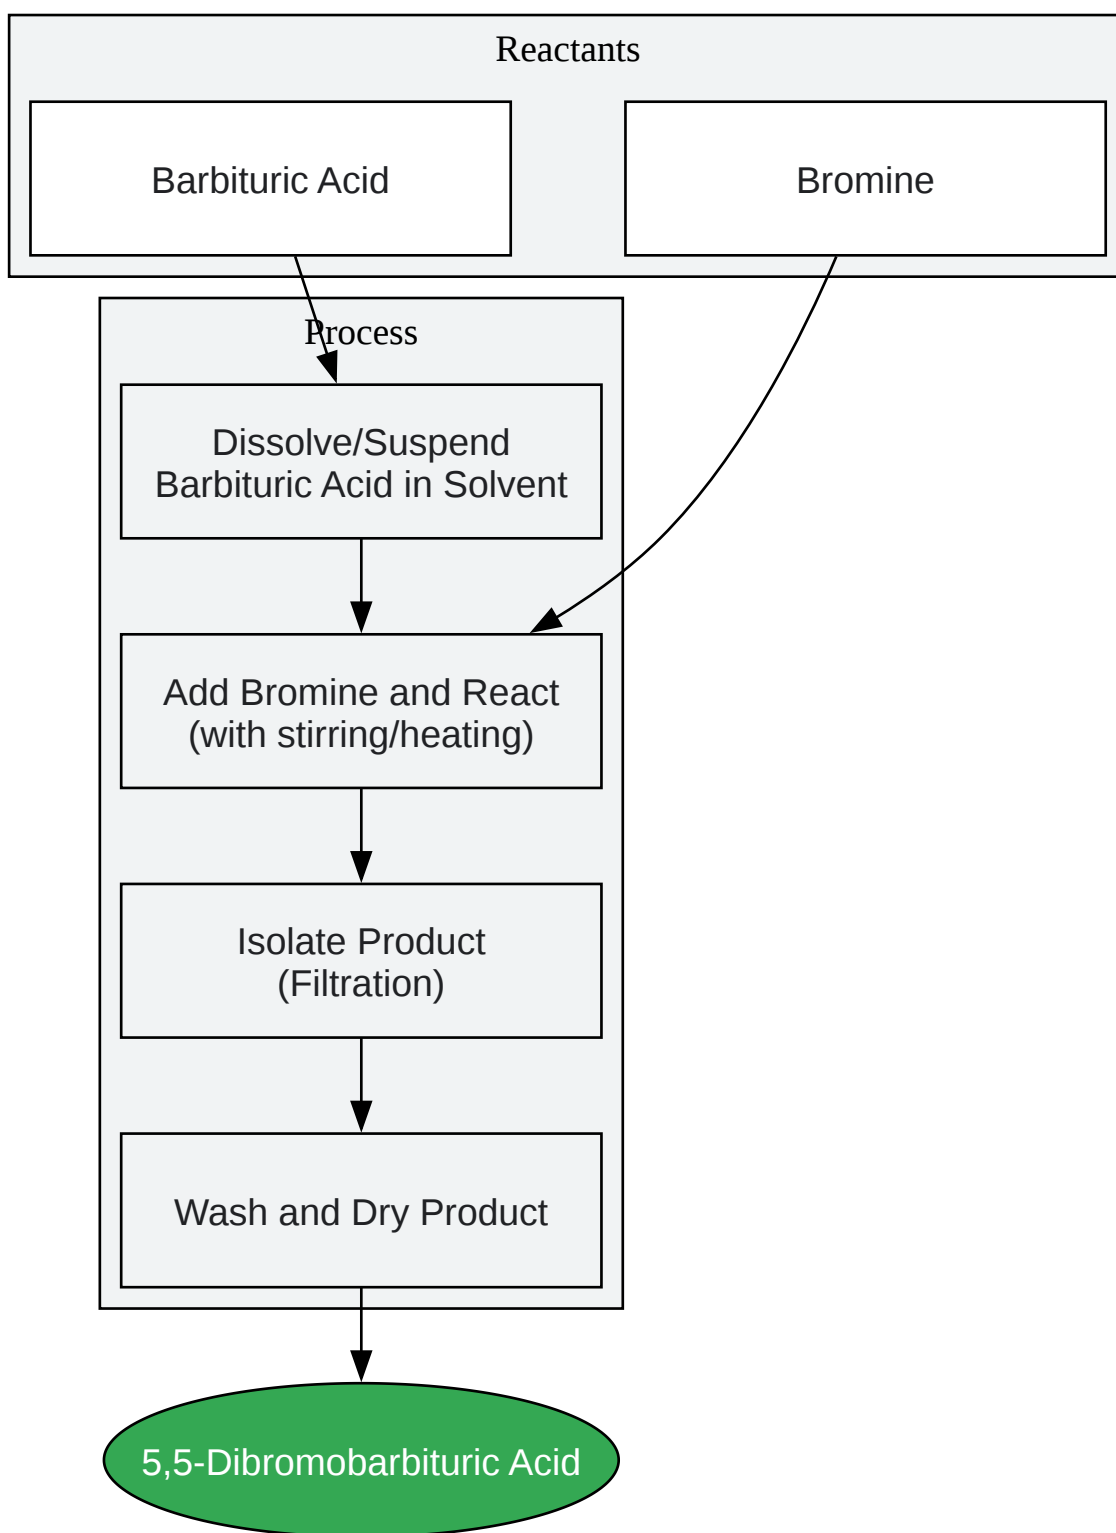 Reactants
Barbituric Acid
Bromine
Process
Dissolve/Suspend
Barbituric Acid in Solvent
Add Bromine and React
(with stirring/heating)
Isolate Product
(Filtration)
Wash and Dry Product
5,5-Dibromobarbituric Acid